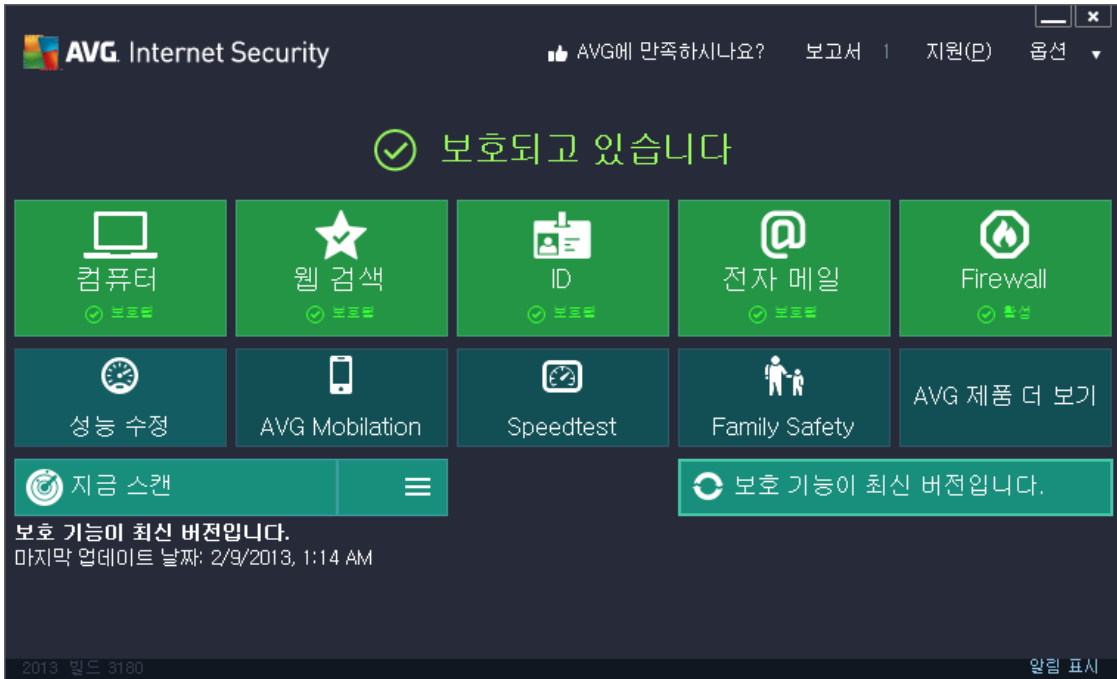 AVG. Internet Security
AVG에 만족하시나요? 보고서 1 지원(P) 옵션
보호되고 있습니다
컴퓨터 웹 검색 ID 전자 메일 Firewall
보호됨 보호됨 보호됨 보호됨 활성
성능 수정 AVG Mobilation Speedtest Family Safety AVG 제품 더 보기
지금 스캔 보호 기능이 최신 버전입니다.
보호 기능이 최신 버전입니다.
마지막 업데이트 날짜: 2/9/2013, 1:14 AM
2013 빌드 3180 알림 표시